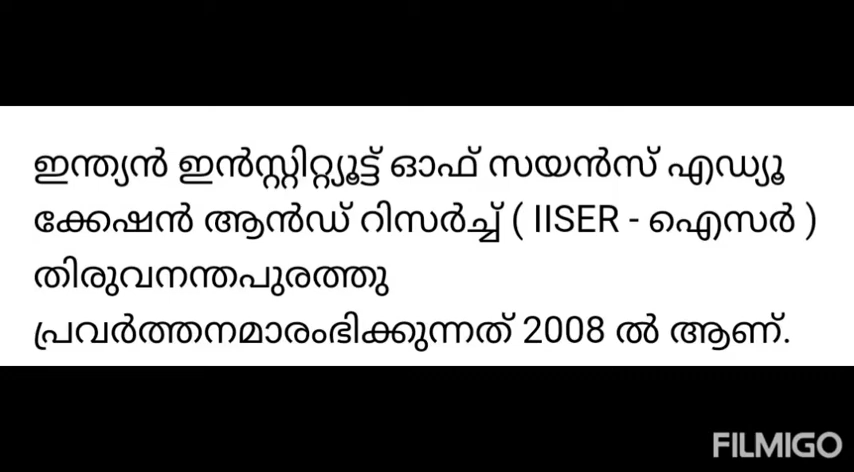 ഇന്ത്യൻ ഇൻസ്റ്റിറ്റ്യൂട്ട് ഓഫ് സയൻസ് എഡ്യൂ
ക്കേഷൻ ആൻഡ് റിസർച്ച് ( IISER - ഐസർ )
തിരുവനന്തപുരത്തു
പ്രവർത്തനമാരംഭിക്കുന്നത് 2008 ൽ ആണ്.
FILMIGO